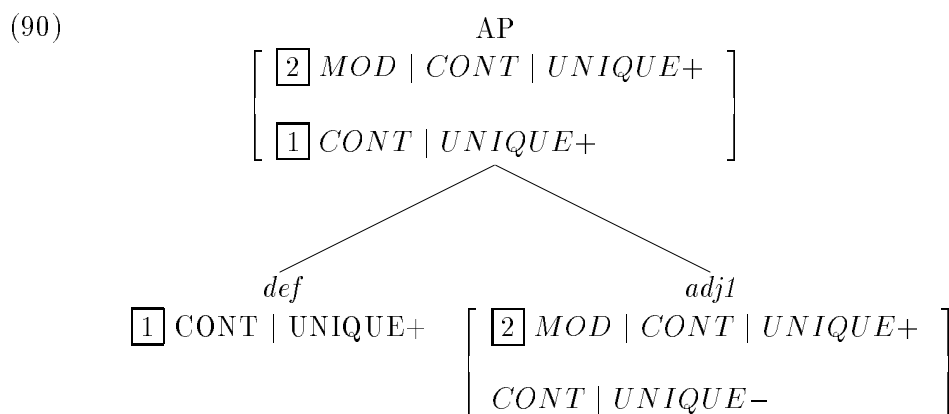 (90)
AP
2 MOD | CONT | UNIQUE+
1 CONT | UNIQUE+
def adj1
1 CONT | UNIQUE+ 2 MOD | CONT | UNIQUE+
CONT | UNIQUE−